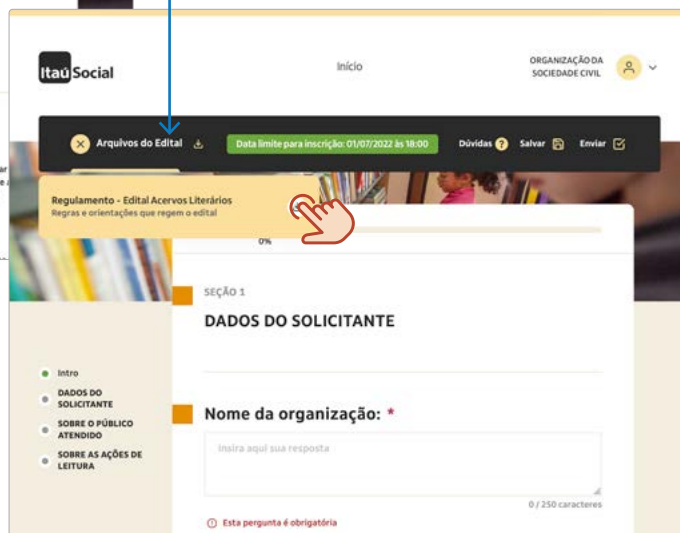 Itaú Social
Início
ORGANIZAÇÃO DA
SOCIEDADE CIVIL
Arquivos do Edital
Data limite para inscrição: 01/07/2022 às 18:00
Dúvidas ?
Salvar
Enviar
Regulamento - Edital Acervos Literários
Regras e orientações que regem o edital
0%
SEÇÃO 1
DADOS DO SOLICITANTE
Intro
DADOS DO
SOLICITANTE
SOBRE O PÚBLICO
ATENDIDO
SOBRE AS AÇÕES DE
LEITURA
Nome da organização: *
Insira aqui sua resposta
0 / 250 caracteres
Esta pergunta é obrigatória